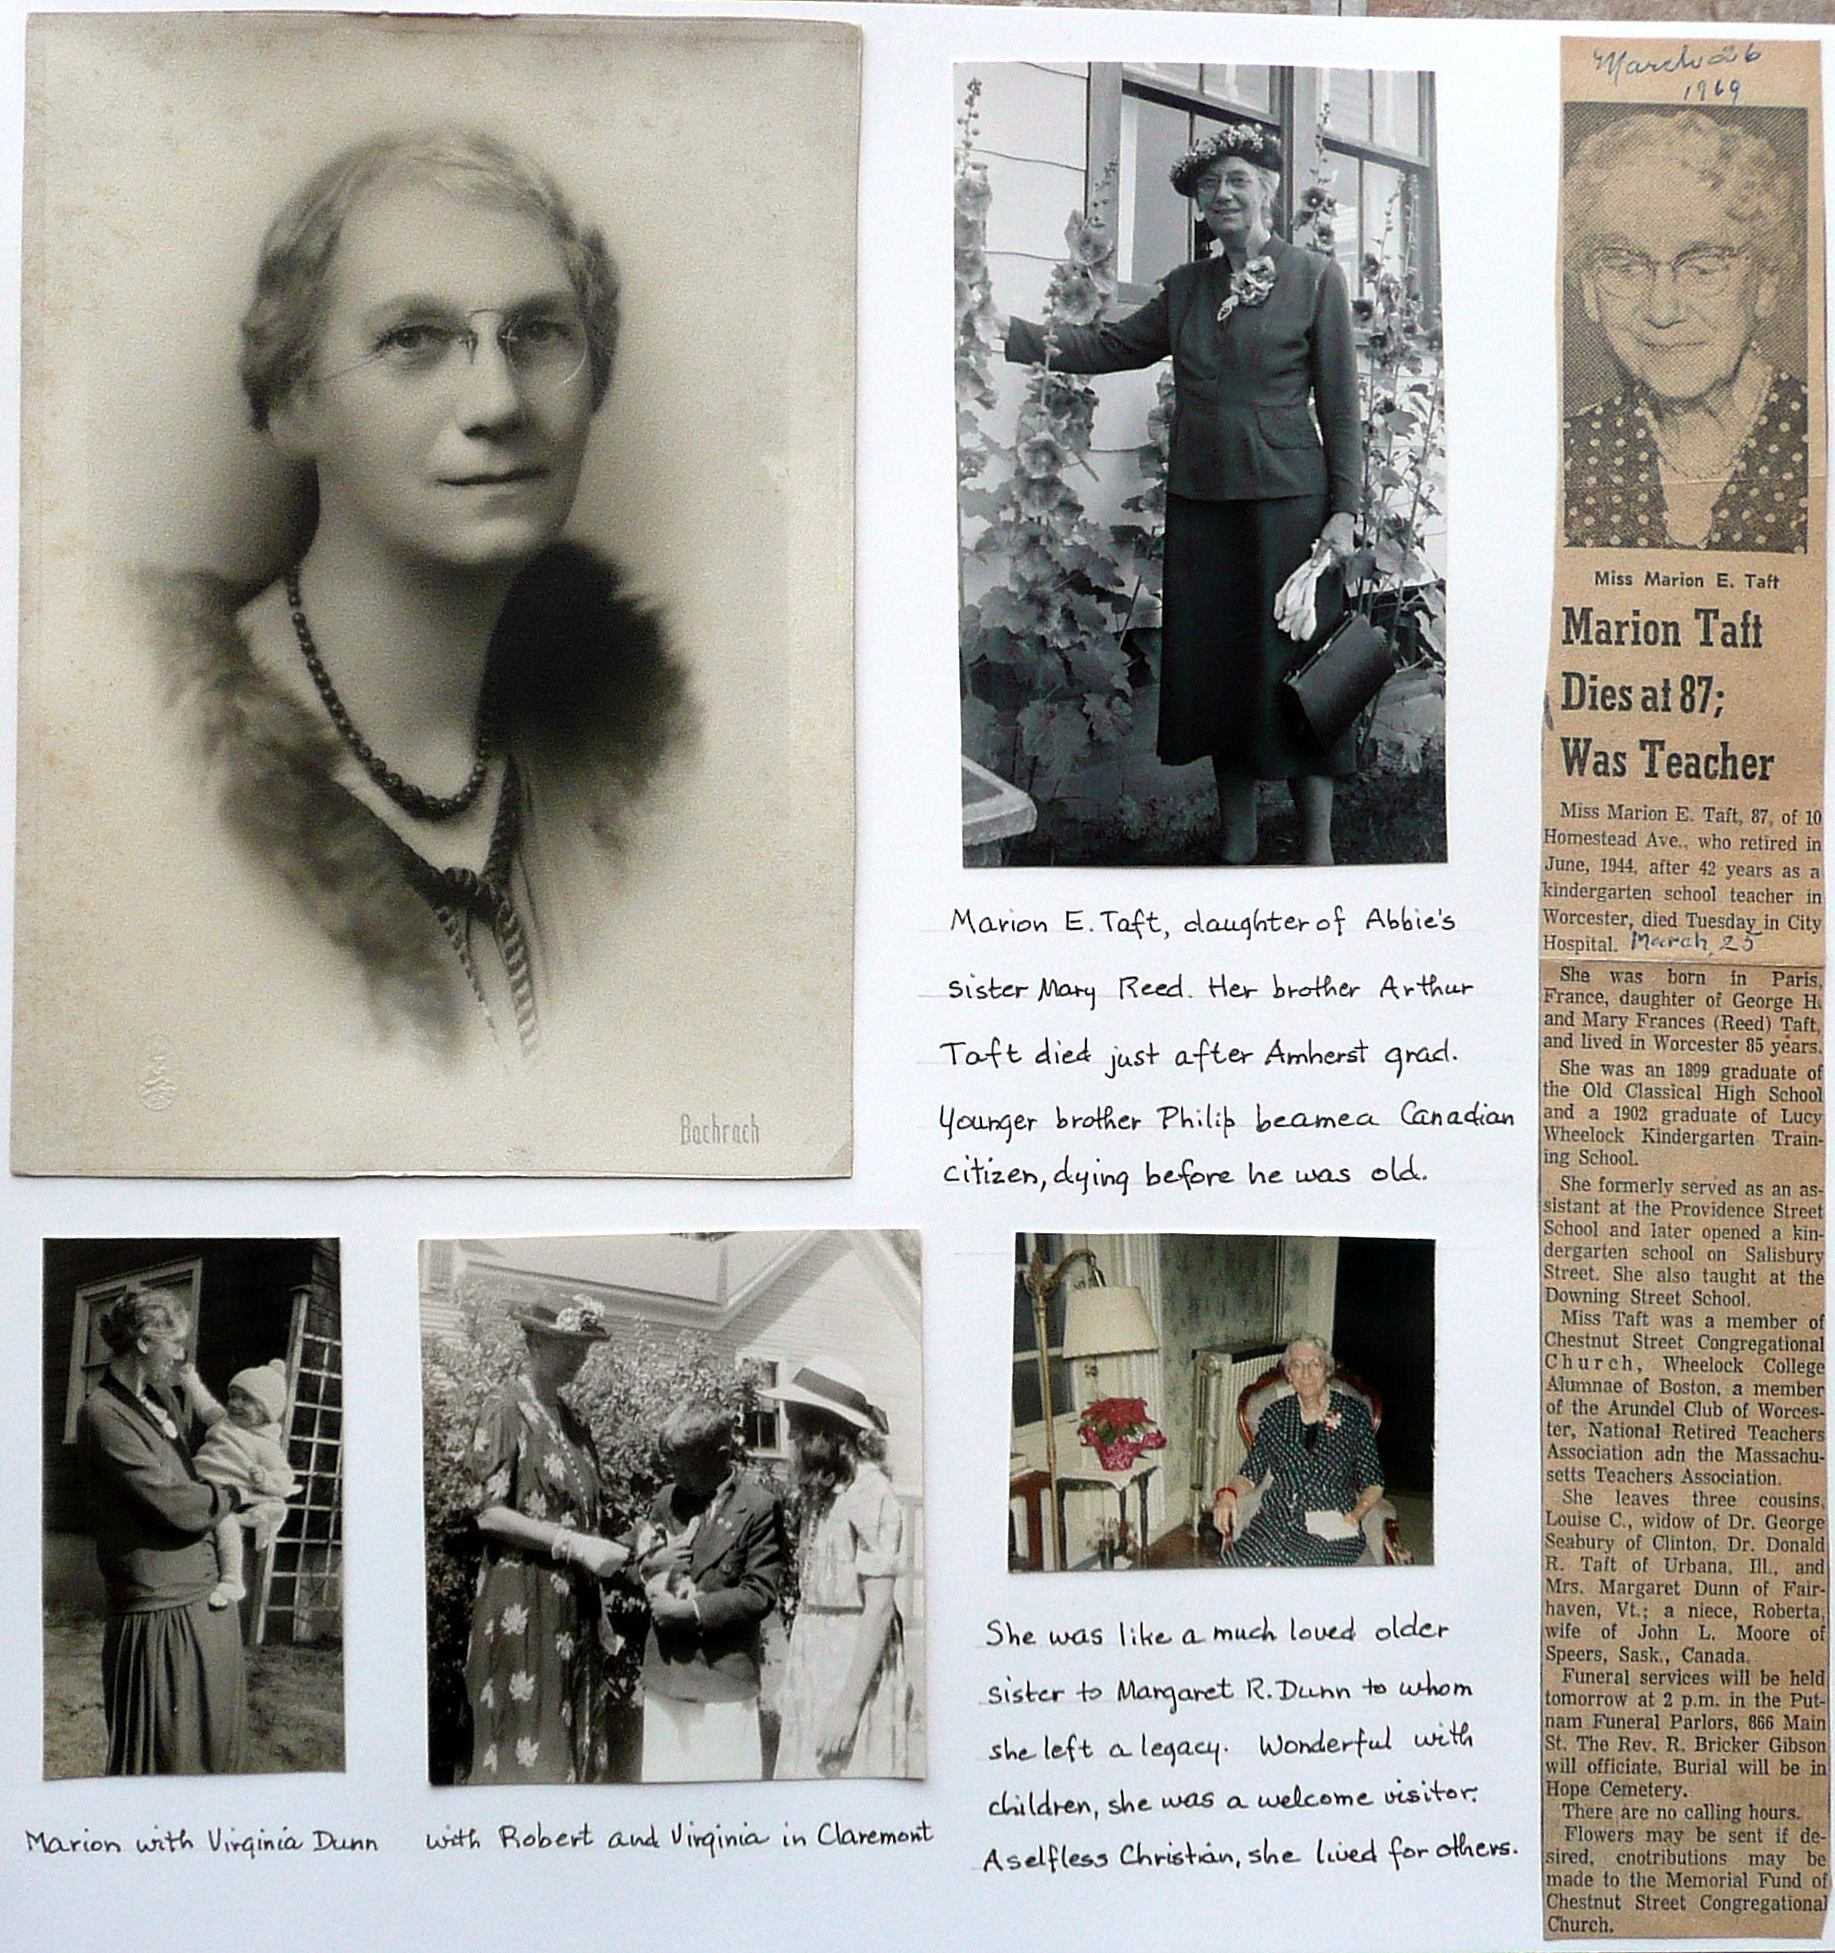 Bachrach
Marion E. Taft, daughter of Abbie's
sister Mary Reed. Her brother Arthur
Taft died just after Amherst grad.
Younger brother Philip beamea Canadian
citizen, dying before he was old.
Marion with Virginia Dunn
with Robert and Virginia in Claremont
She was like a much loved older
sister to Margaret R. Dunn to whom
she left a legacy. Wonderful with
children, she was a welcome visitor.
A selfless Christian, she lived for others.
March 26
1969
Miss Marion E. Taft
Marion Taft
Dies at 87;
Was Teacher
Miss Marion E. Taft, 87, of 10
Homestead Ave., who retired in
June, 1944, after 42 years as a
kindergarten school teacher in
Worcester, died Tuesday in City
Hospital. March, 25
She was born in Paris,
France, daughter of George H.
and Mary Frances (Reed) Taft,
and lived in Worcester 85 years.
She was an 1899 graduate of
the Old Classical High School
and a 1902 graduate of Lucy
Wheelock Kindergarten Train-
ing School.
She formerly served as an as-
sistant at the Providence Street
School and later opened a kin-
dergarten school on Salisbury
Street. She also taught at the
Downing Street School.
Miss Taft was a member of
Chestnut Street Congregational
Church, Wheelock College
Alumnae of Boston, a member
of the Arundel Club of Worces-
ter, National Retired Teachers
Association adn the Massachu-
setts Teachers Association.
She leaves three cousins,
Louise C., widow of Dr. George
Seabury of Clinton, Dr. Donald
R. Taft of Urbana, Ill., and
Mrs. Margaret Dunn of Fair-
haven, Vt.; a niece, Roberta,
wife of John L. Moore of
Speers, Sask., Canada.
Funeral services will be held
tomorrow at 2 p.m. in the Put-
nam Funeral Parlors, 866 Main
St. The Rev. R. Bricker Gibson
will officiate. Burial will be in
Hope Cemetery.
There are no calling hours.
Flowers may be sent if de-
sired, cnotributions may be
made to the Memorial Fund of
Chestnut Street Congregational
Church.